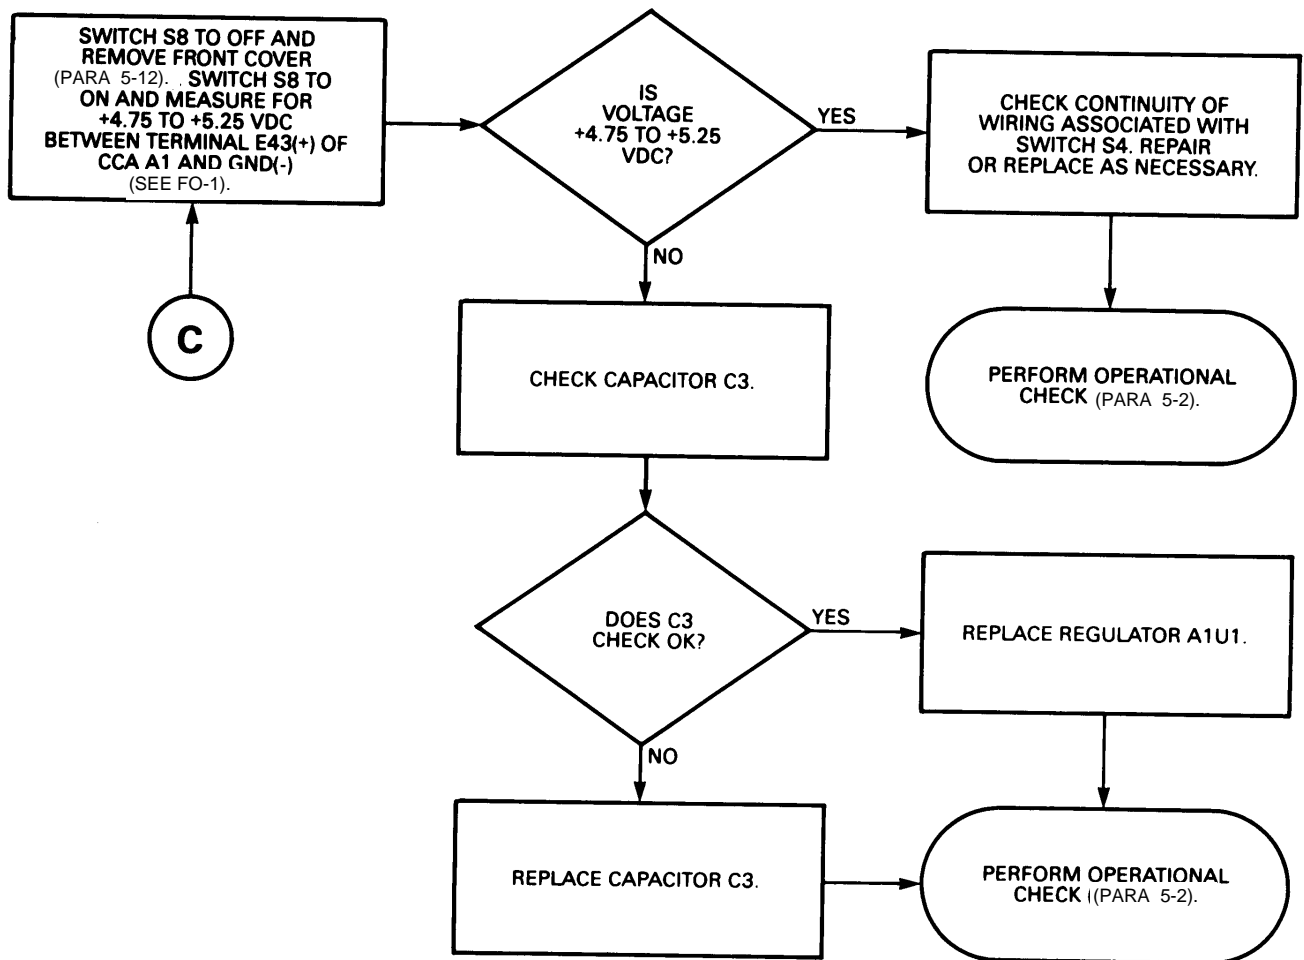 SWITCH S8 TO OFF AND
REMOVE FRONT COVER
(PARA 5-12). SWITCH S8 TO
ON AND MEASURE FOR
+4.75 TO +5.25 VDC
BETWEEN TERMINAL E43(+) OF
CCA A1 AND GND(-)
(SEE FO-1).
C
IS
VOLTAGE
+4.75 TO +5.25
VDC?
YES
CHECK CONTINUITY OF
WIRING ASSOCIATED WITH
SWITCH S4. REPAIR
OR REPLACE AS NECESSARY.
PERFORM OPERATIONAL
CHECK (PARA 5-2).
NO
CHECK CAPACITOR C3.
DOES C3
CHECK OK?
YES
REPLACE REGULATOR A1U1.
NO
REPLACE CAPACITOR C3.
PERFORM OPERATIONAL
CHECK ((PARA 5-2).